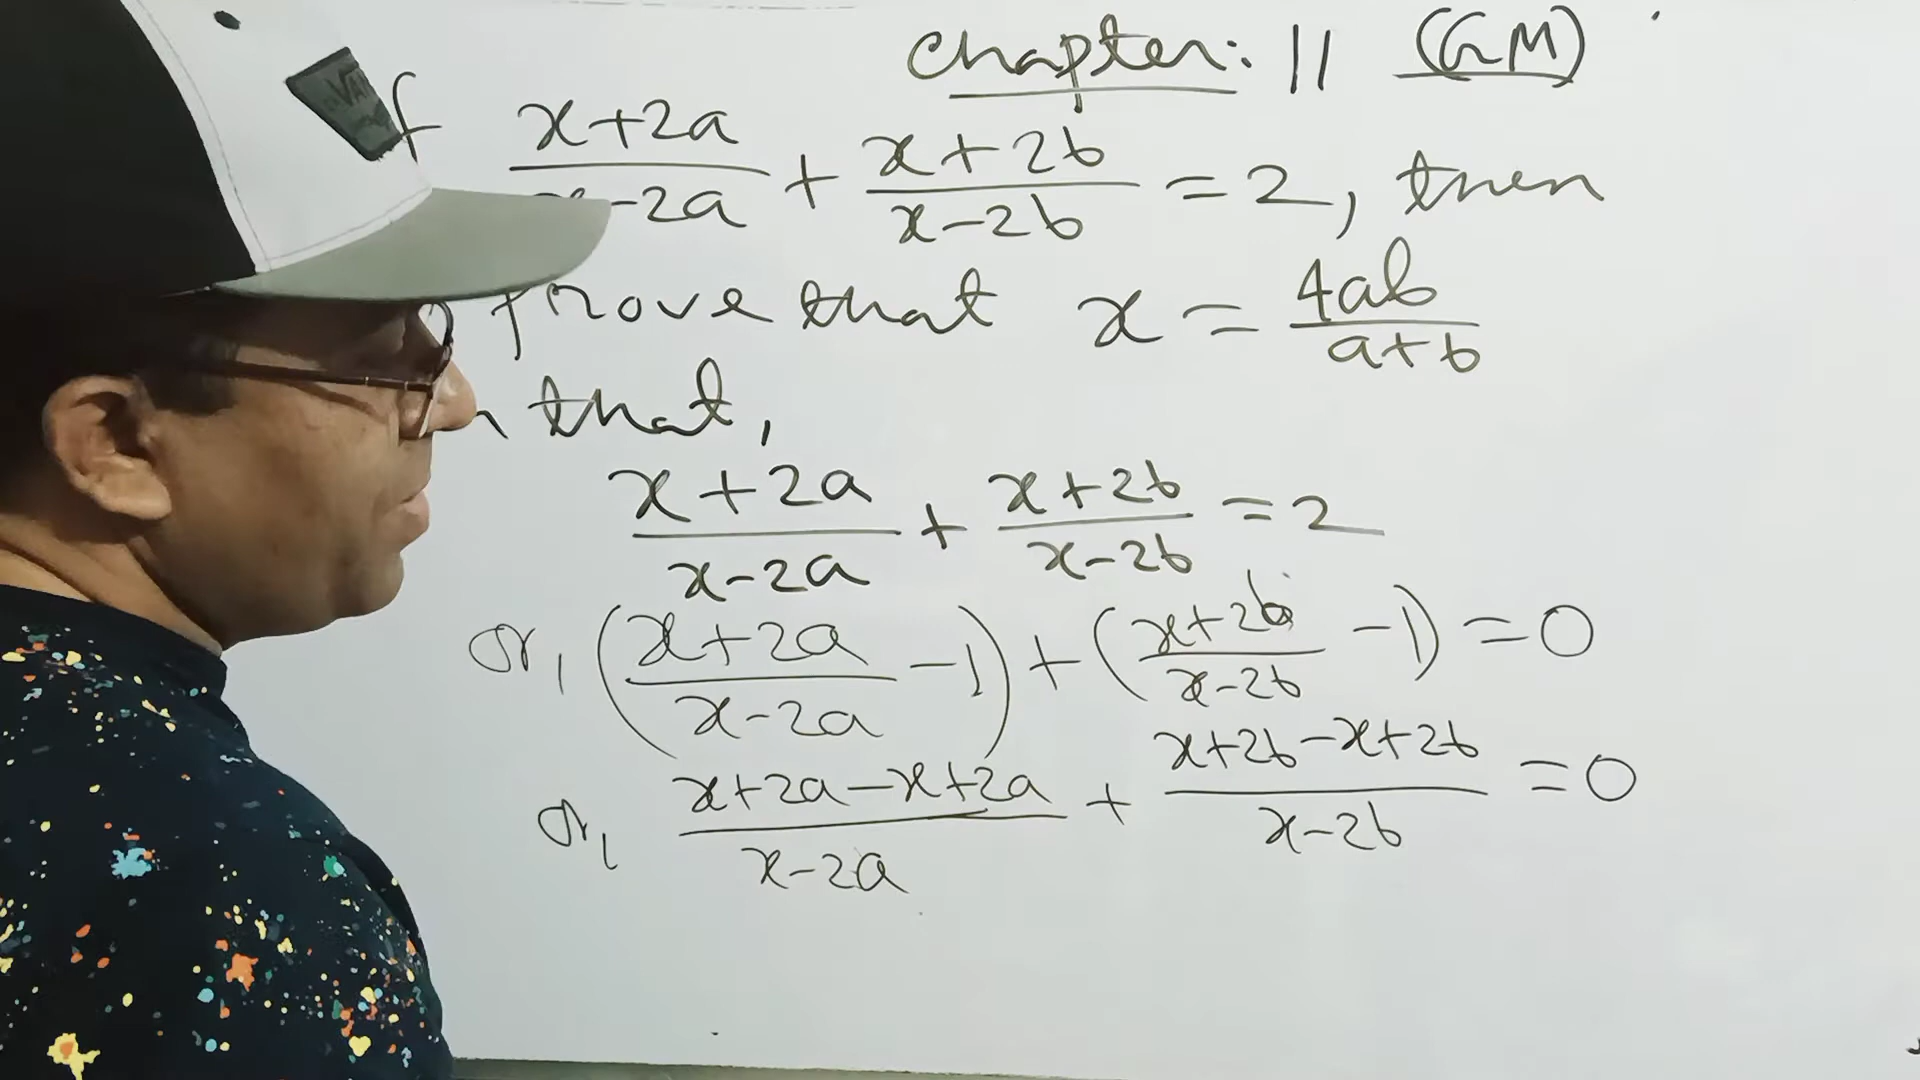 chapter: 11 (GM)
f (x+2a)/(x-2a) + (x+2b)/(x-2b) = 2, then
prove that x = 4ab/(a+b)
n that,
(x+2a)/(x-2a) + (x+2b)/(x-2b) = 2
or, ((x+2a)/(x-2a) - 1) + ((x+2b)/(x-2b) - 1) = 0
or, (x+2a-x+2a)/(x-2a) + (x+2b-x+2b)/(x-2b) = 0